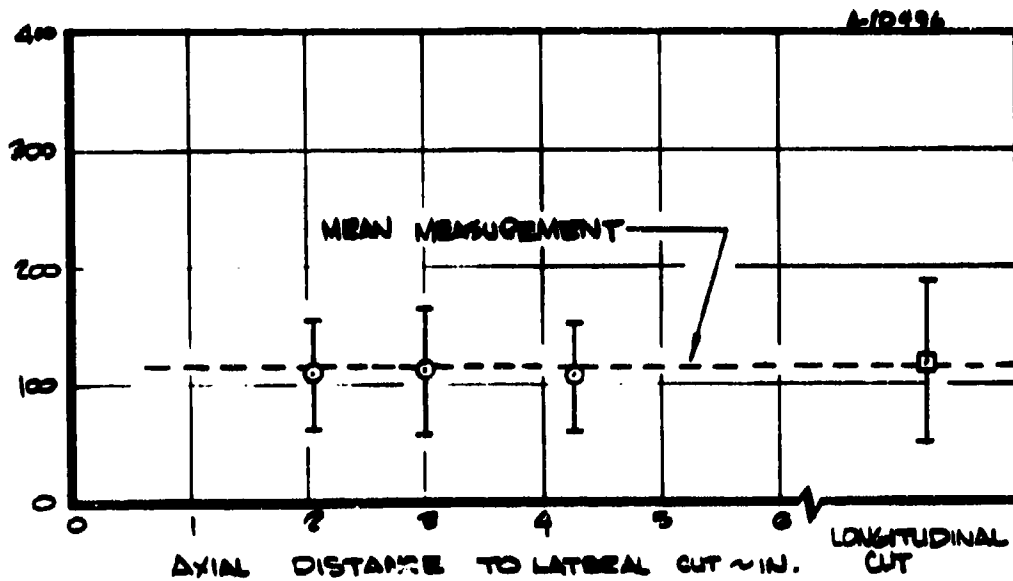 A-10496
400
300
200
100
0
MEAN MEASUREMENT
0 1 2 3 4 5 6
AXIAL DISTANCE TO LATERAL CUT ~ IN.
LONGITUDINAL
CUT